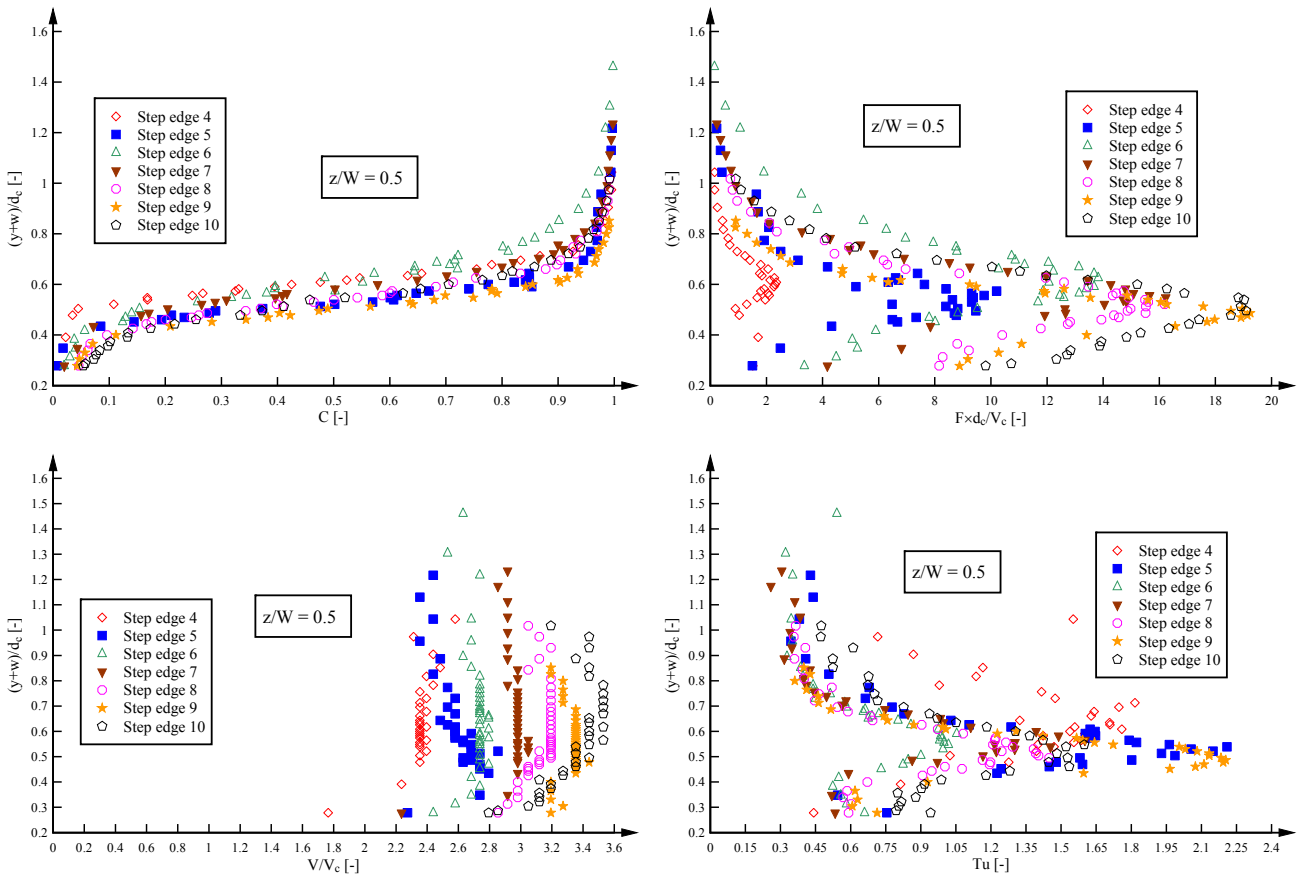 1.6
1.4
1.2
1
0.8
0.6
0.4
0.2
(y+w)/dc [-]
Step edge 4
Step edge 5
Step edge 6
Step edge 7
Step edge 8
Step edge 9
Step edge 10
z/W = 0.5
0 0.1 0.2 0.3 0.4 0.5 0.6 0.7 0.8 0.9 1
C [-]
1.6
1.4
1.2
1
0.8
0.6
0.4
0.2
(y+w)/dc [-]
z/W = 0.5
Step edge 4
Step edge 5
Step edge 6
Step edge 7
Step edge 8
Step edge 9
Step edge 10
0 2 4 6 8 10 12 14 16 18 20
F×dc/Vc [-]
1.6
1.5
1.4
1.3
1.2
1.1
1
0.9
0.8
0.7
0.6
0.5
0.4
0.3
0.2
(y+w)/dc [-]
Step edge 4
Step edge 5
Step edge 6
Step edge 7
Step edge 8
Step edge 9
Step edge 10
z/W = 0.5
0 0.2 0.4 0.6 0.8 1 1.2 1.4 1.6 1.8 2 2.2 2.4 2.6 2.8 3 3.2 3.4 3.6
V/Vc [-]
1.6
1.5
1.4
1.3
1.2
1.1
1
0.9
0.8
0.7
0.6
0.5
0.4
0.3
0.2
(y+w)/dc [-]
z/W = 0.5
Step edge 4
Step edge 5
Step edge 6
Step edge 7
Step edge 8
Step edge 9
Step edge 10
0 0.15 0.3 0.45 0.6 0.75 0.9 1.05 1.2 1.35 1.5 1.65 1.8 1.95 2.1 2.25 2.4
Tu [-]